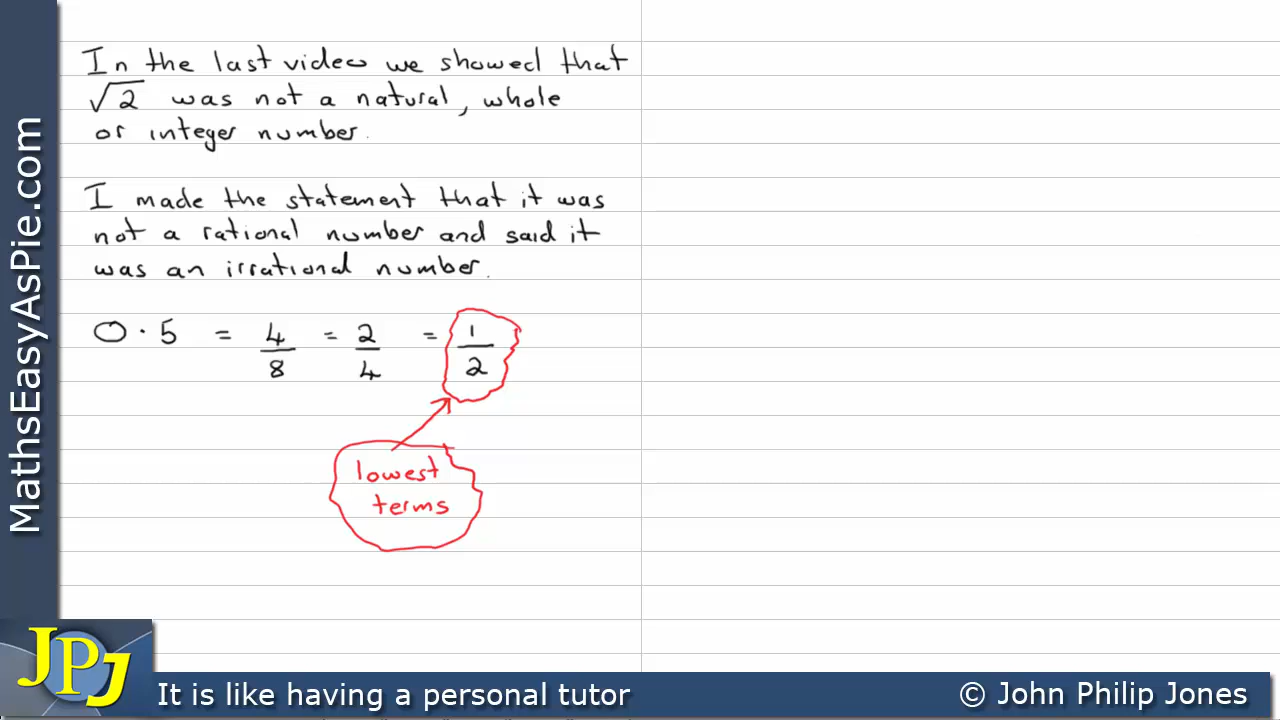 In the last video we showed that
√2 was not a natural, whole
or integer number.
I made the statement that it was
not a rational number and said it
was an irrational number.
0·5 = 4/8 = 2/4 = 1/2
lowest
terms
MathsEasyAsPie.com
JPJ
It is like having a personal tutor
© John Philip Jones